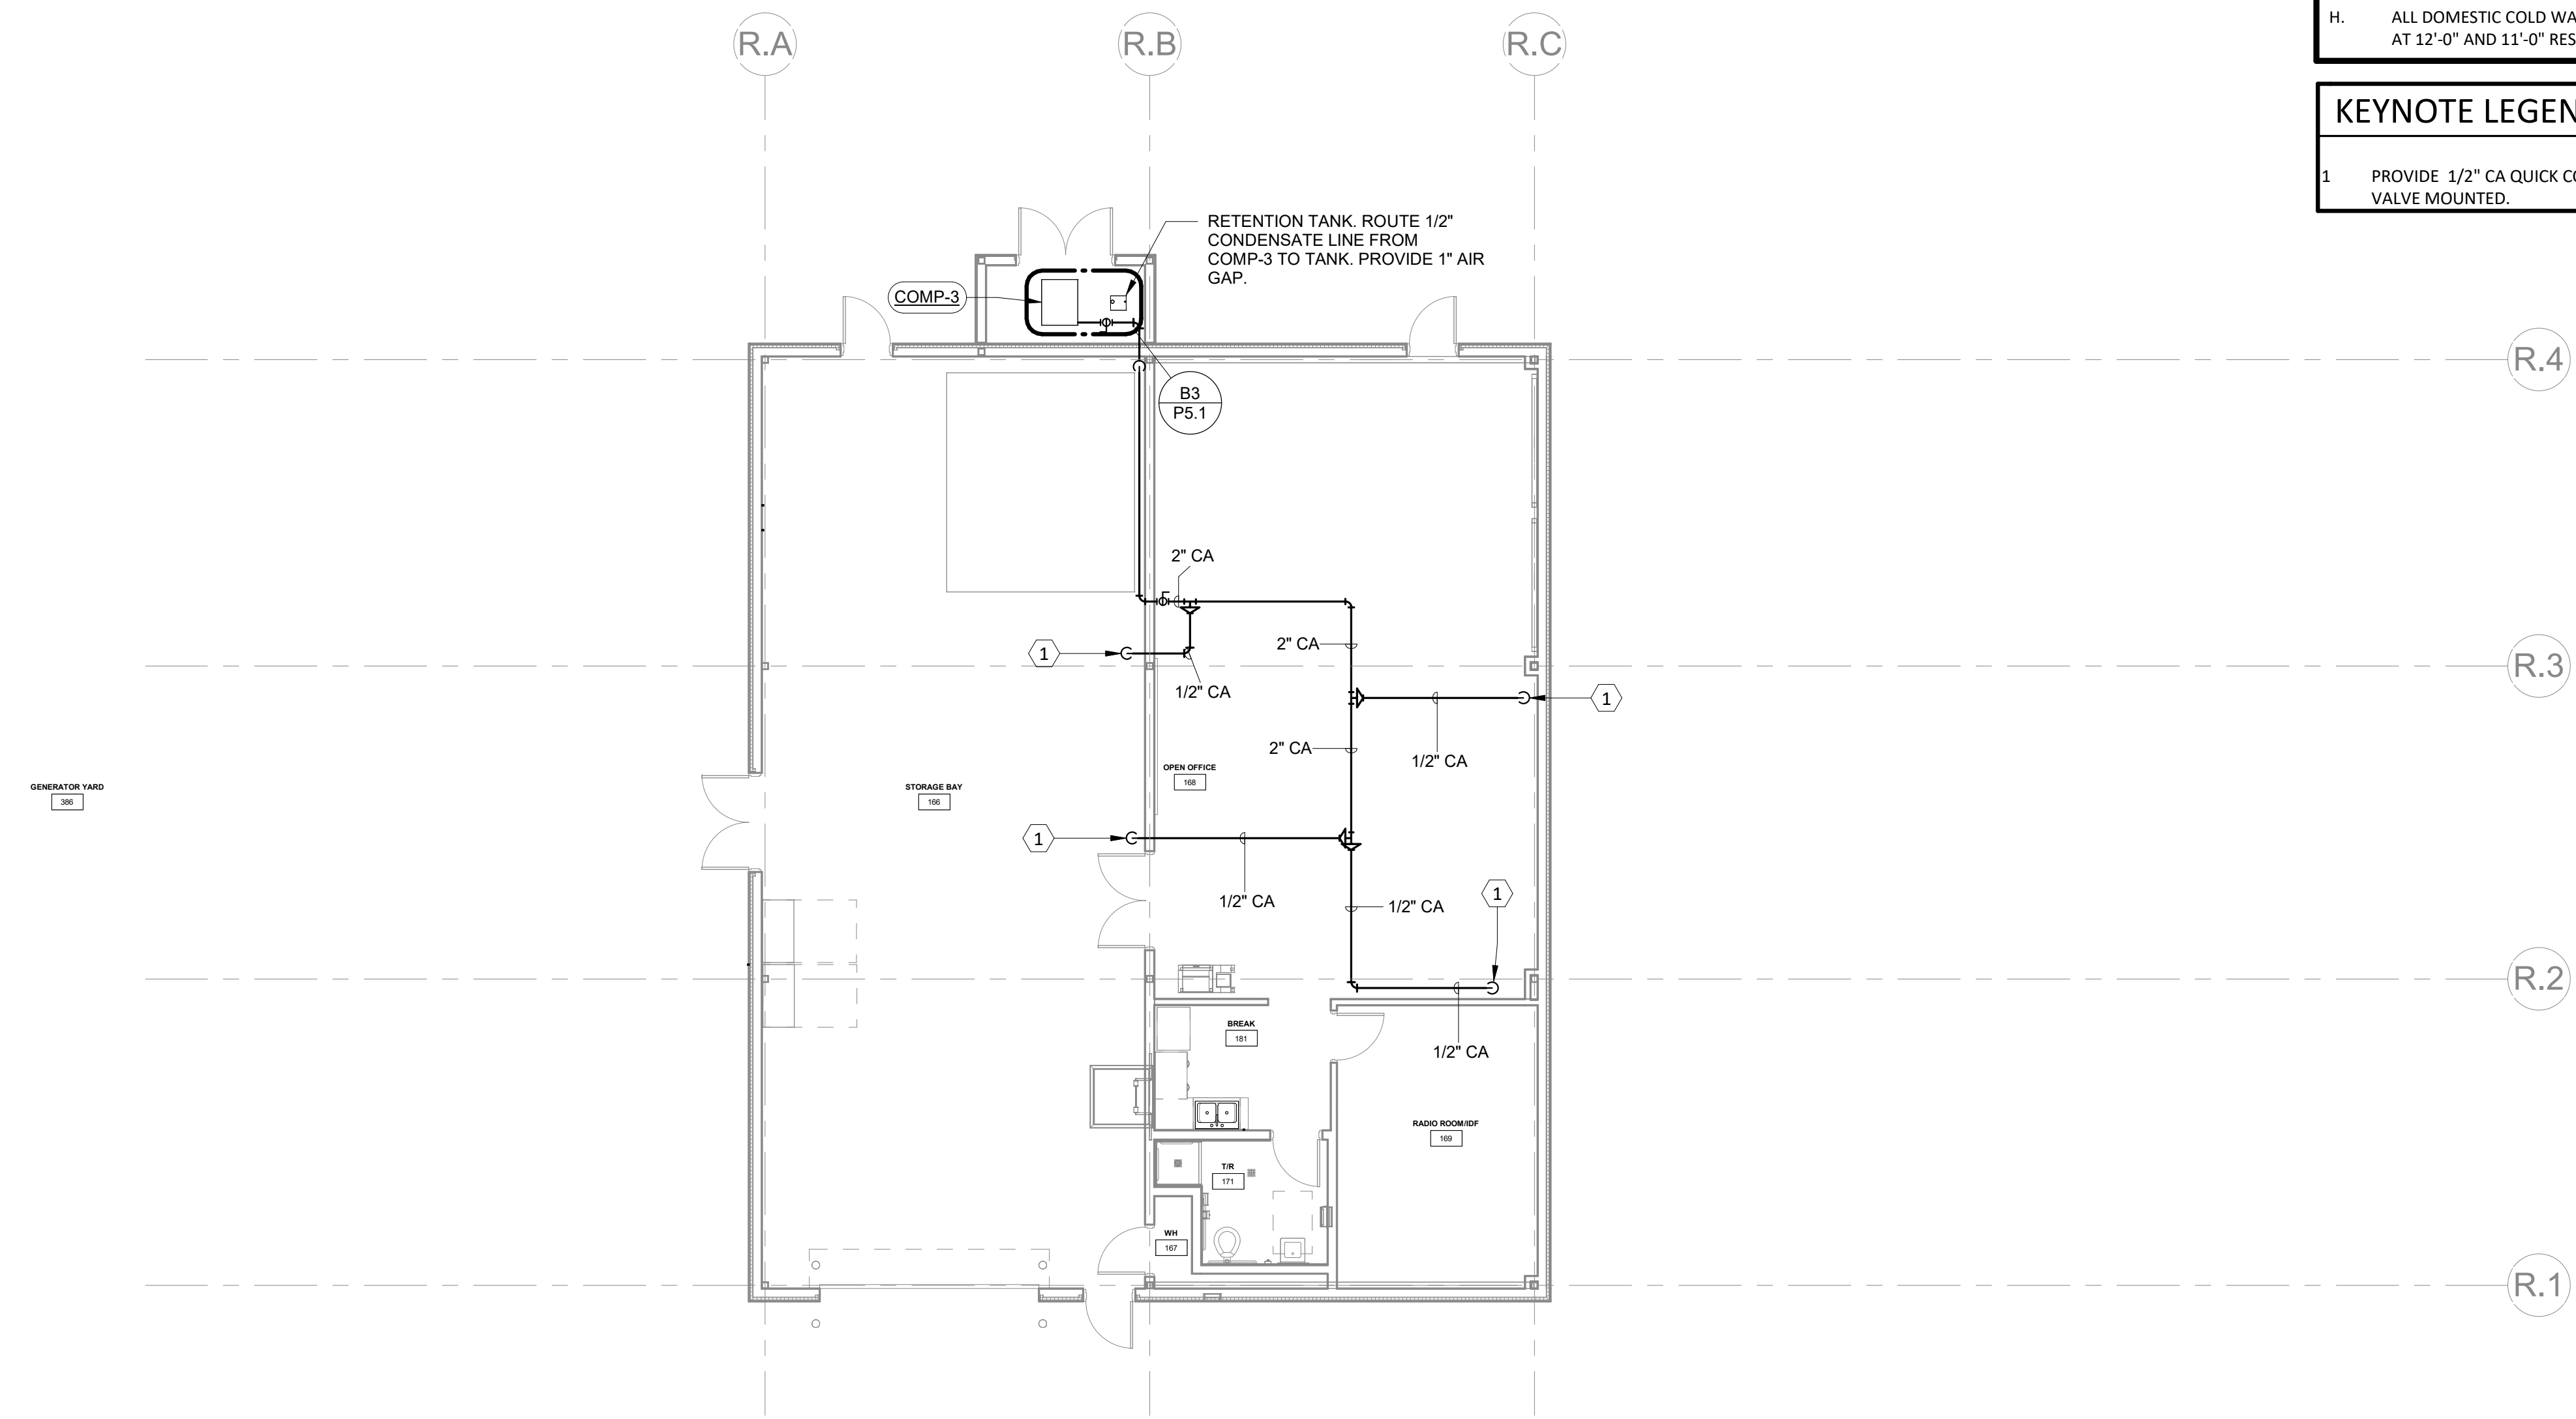 R.A
R.B
R.C
H. ALL DOMESTIC COLD WA
AT 12'-0" AND 11'-0" RES
KEYNOTE LEGEN
1 PROVIDE 1/2" CA QUICK CO
VALVE MOUNTED.
RETENTION TANK. ROUTE 1/2"
CONDENSATE LINE FROM
COMP-3 TO TANK. PROVIDE 1" AIR
GAP.
COMP-3
R.4
B3
P5.1
2" CA
2" CA
1
R.3
1/2" CA
1
2" CA
1/2" CA
OPEN OFFICE
168
GENERATOR YARD
386
STORAGE BAY
166
1
1
1/2" CA
1/2" CA
R.2
BREAK
181
1/2" CA
RADIO ROOM/IDF
169
T/R
171
WH
167
R.1